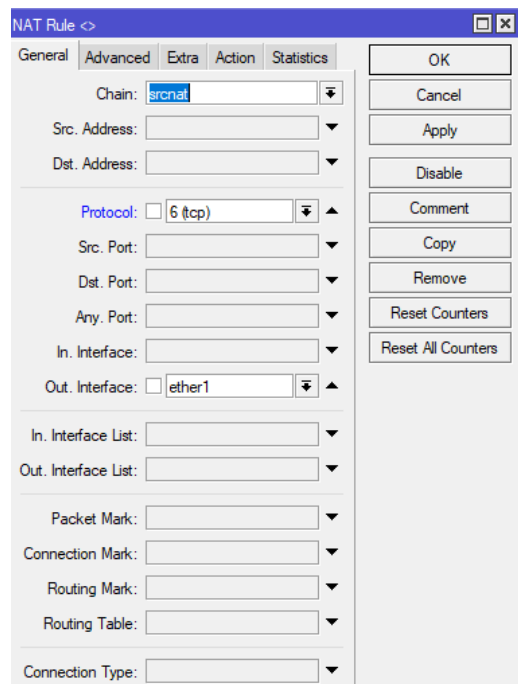 NAT Rule <>
General Advanced Extra Action Statistics
Chain: srcnat
Src. Address:
Dst. Address:
Protocol: 6 (tcp)
Src. Port:
Dst. Port:
Any. Port:
In. Interface:
Out. Interface: ether1
In. Interface List:
Out. Interface List:
Packet Mark:
Connection Mark:
Routing Mark:
Routing Table:
Connection Type:
OK
Cancel
Apply
Disable
Comment
Copy
Remove
Reset Counters
Reset All Counters